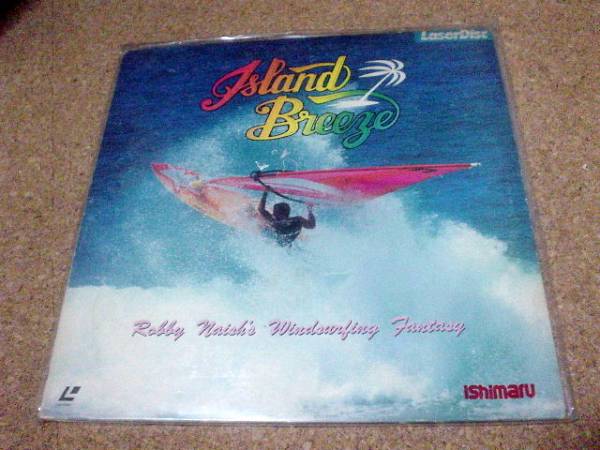 LaserDisc
Island
Breeze
Robby Naish's Windsurfing Fantasy
ishimaru